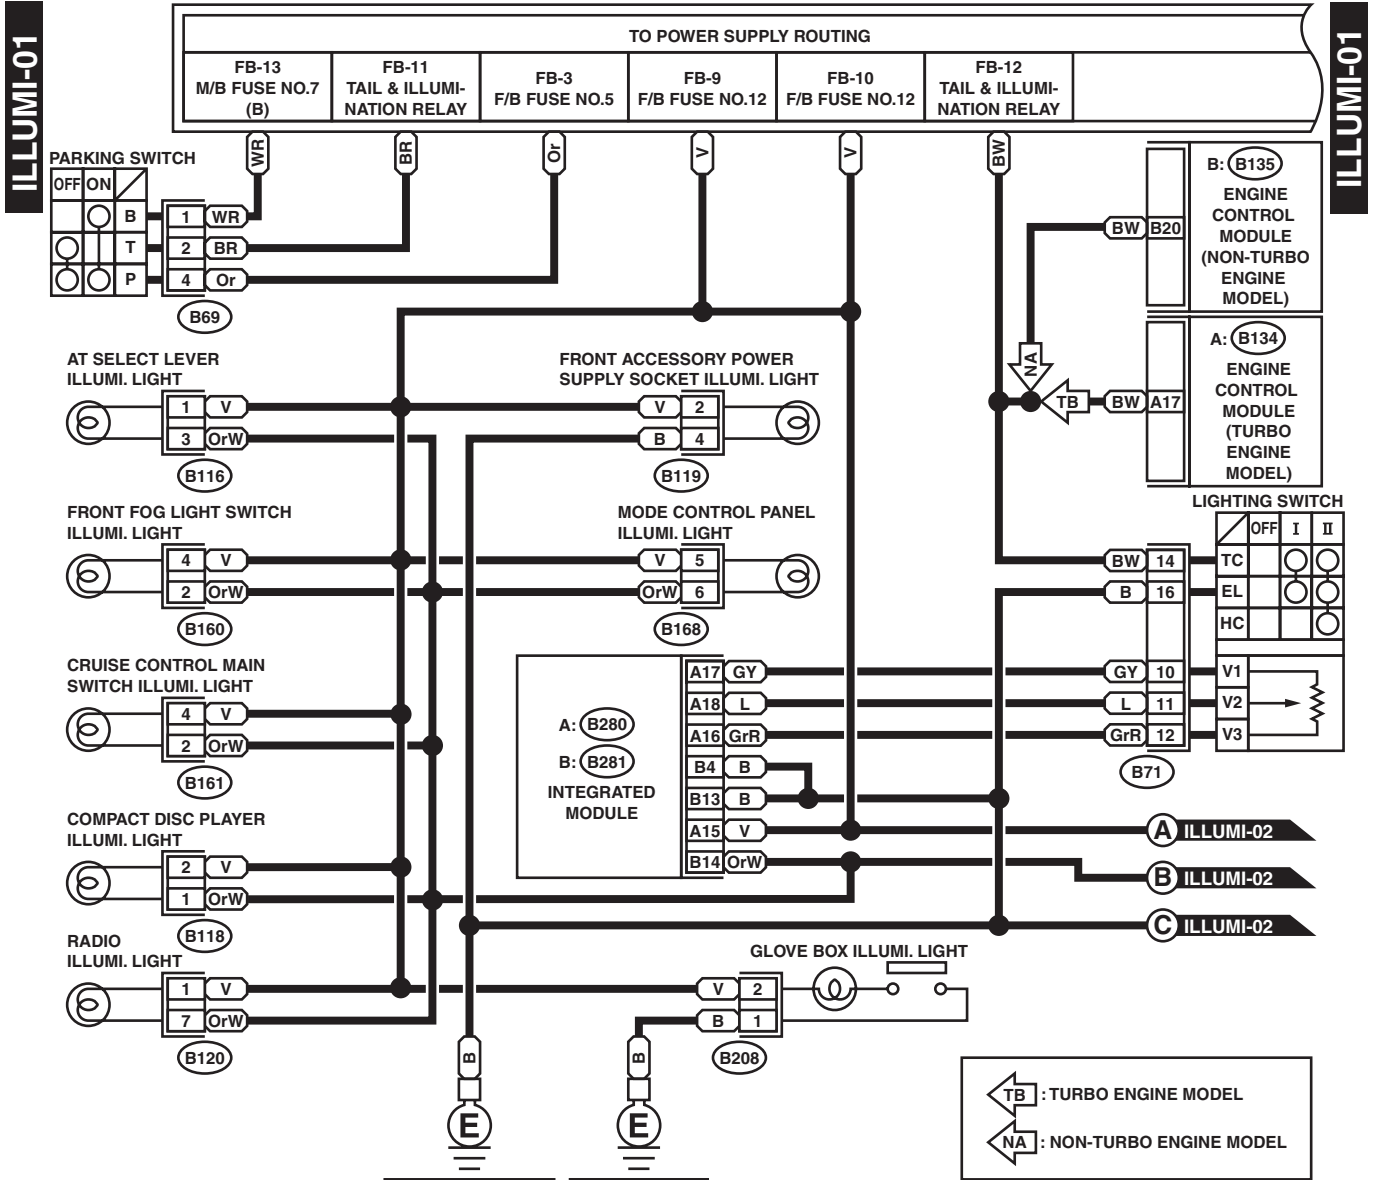 ILLUMI-01
ILLUMI-01
TO POWER SUPPLY ROUTING
FB-13
M/B FUSE NO.7
(B)
FB-11
TAIL & ILLUMI-
NATION RELAY
FB-3
F/B FUSE NO.5
FB-9
F/B FUSE NO.12
FB-10
F/B FUSE NO.12
FB-12
TAIL & ILLUMI-
NATION RELAY
WR
BR
Or
V
V
BW
PARKING SWITCH
OFF ON
B 1 WR
T 2 BR
P 4 Or
B69
B: B135
ENGINE
CONTROL
MODULE
(NON-TURBO
ENGINE
MODEL)
BW B20
NA
A: B134
ENGINE
CONTROL
MODULE
(TURBO
ENGINE
MODEL)
TB BW A17
AT SELECT LEVER
ILLUMI. LIGHT
1 V
3 OrW
B116
FRONT ACCESSORY POWER
SUPPLY SOCKET ILLUMI. LIGHT
V 2
B 4
B119
FRONT FOG LIGHT SWITCH
ILLUMI. LIGHT
4 V
2 OrW
B160
MODE CONTROL PANEL
ILLUMI. LIGHT
V 5
OrW 6
B168
LIGHTING SWITCH
OFF I II
BW 14 TC
B 16 EL
HC
GY 10 V1
L 11 V2
GrR 12 V3
B71
CRUISE CONTROL MAIN
SWITCH ILLUMI. LIGHT
4 V
2 OrW
B161
A: B280
B: B281
INTEGRATED
MODULE
A17 GY
A18 L
A16 GrR
B4 B
B13 B
A15 V
B14 OrW
A ILLUMI-02
B ILLUMI-02
C ILLUMI-02
COMPACT DISC PLAYER
ILLUMI. LIGHT
2 V
1 OrW
B118
RADIO
ILLUMI. LIGHT
1 V
7 OrW
B120
GLOVE BOX ILLUMI. LIGHT
V 2
B 1
B208
B
E
B
E
TB : TURBO ENGINE MODEL
NA : NON-TURBO ENGINE MODEL